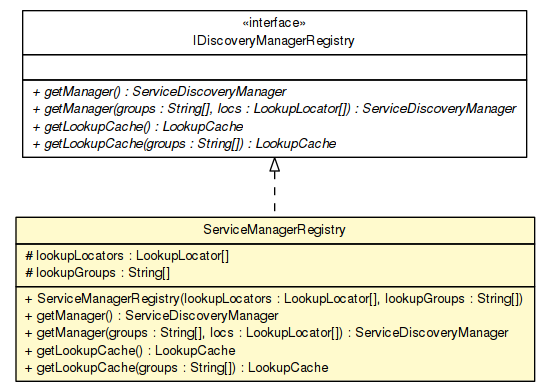 «interface»
IDiscoveryManagerRegistry
+ getManager() : ServiceDiscoveryManager
+ getManager(groups : String[], locs : LookupLocator[]) : ServiceDiscoveryManager
+ getLookupCache() : LookupCache
+ getLookupCache(groups : String[]) : LookupCache
ServiceManagerRegistry
# lookupLocators : LookupLocator[]
# lookupGroups : String[]
+ ServiceManagerRegistry(lookupLocators : LookupLocator[], lookupGroups : String[])
+ getManager() : ServiceDiscoveryManager
+ getManager(groups : String[], locs : LookupLocator[]) : ServiceDiscoveryManager
+ getLookupCache() : LookupCache
+ getLookupCache(groups : String[]) : LookupCache